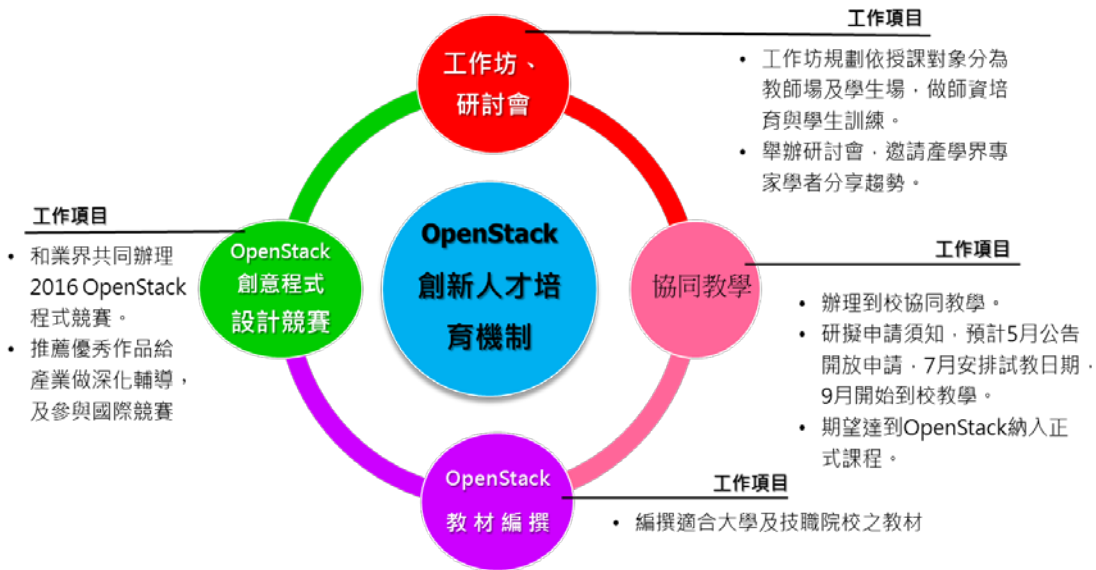 工作坊、
研討會
工作項目
• 工作坊規劃依授課對象分為
教師場及學生場，做師資培
育與學生訓練。
• 舉辦研討會，邀請產學界專
家學者分享趨勢。
OpenStack
創新人才培
育機制
工作項目
OpenStack
創意程式
設計競賽
• 和業界共同辦理
2016 OpenStack
程式競賽。
• 推薦優秀作品給
產業做深化輔導，
及參與國際競賽
協同教學
工作項目
• 辦理到校協同教學。
• 研擬申請須知，預計5月公告
開放申請，7月安排試教日期，
9月開始到校教學。
• 期望達到OpenStack納入正
式課程。
OpenStack
教材編撰
工作項目
• 編撰適合大學及技職院校之教材